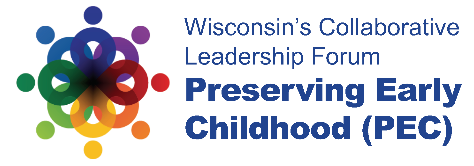 Wisconsin’s Collaborative
Leadership Forum
Preserving Early
Childhood (PEC)